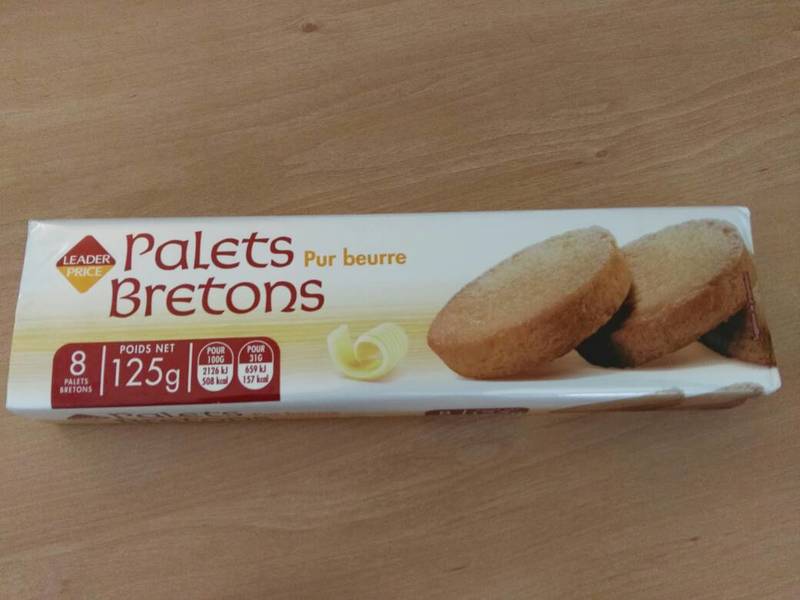 LEADER
PRICE
Palets
Bretons
Pur beurre
8
PALETS
BRETONS
POIDS NET
125g
POUR
100G
2126 kJ
508 kcal
POUR
31G
659 kJ
157 kcal
Palets